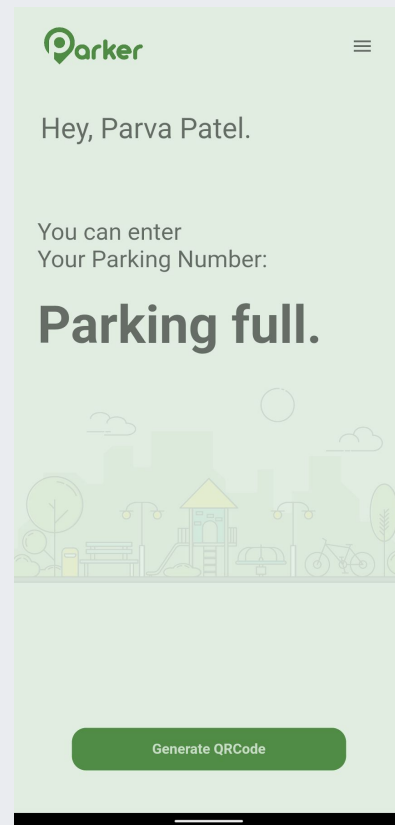 Parker
Hey, Parva Patel.
You can enter
Your Parking Number:
Parking full.
Generate QRCode